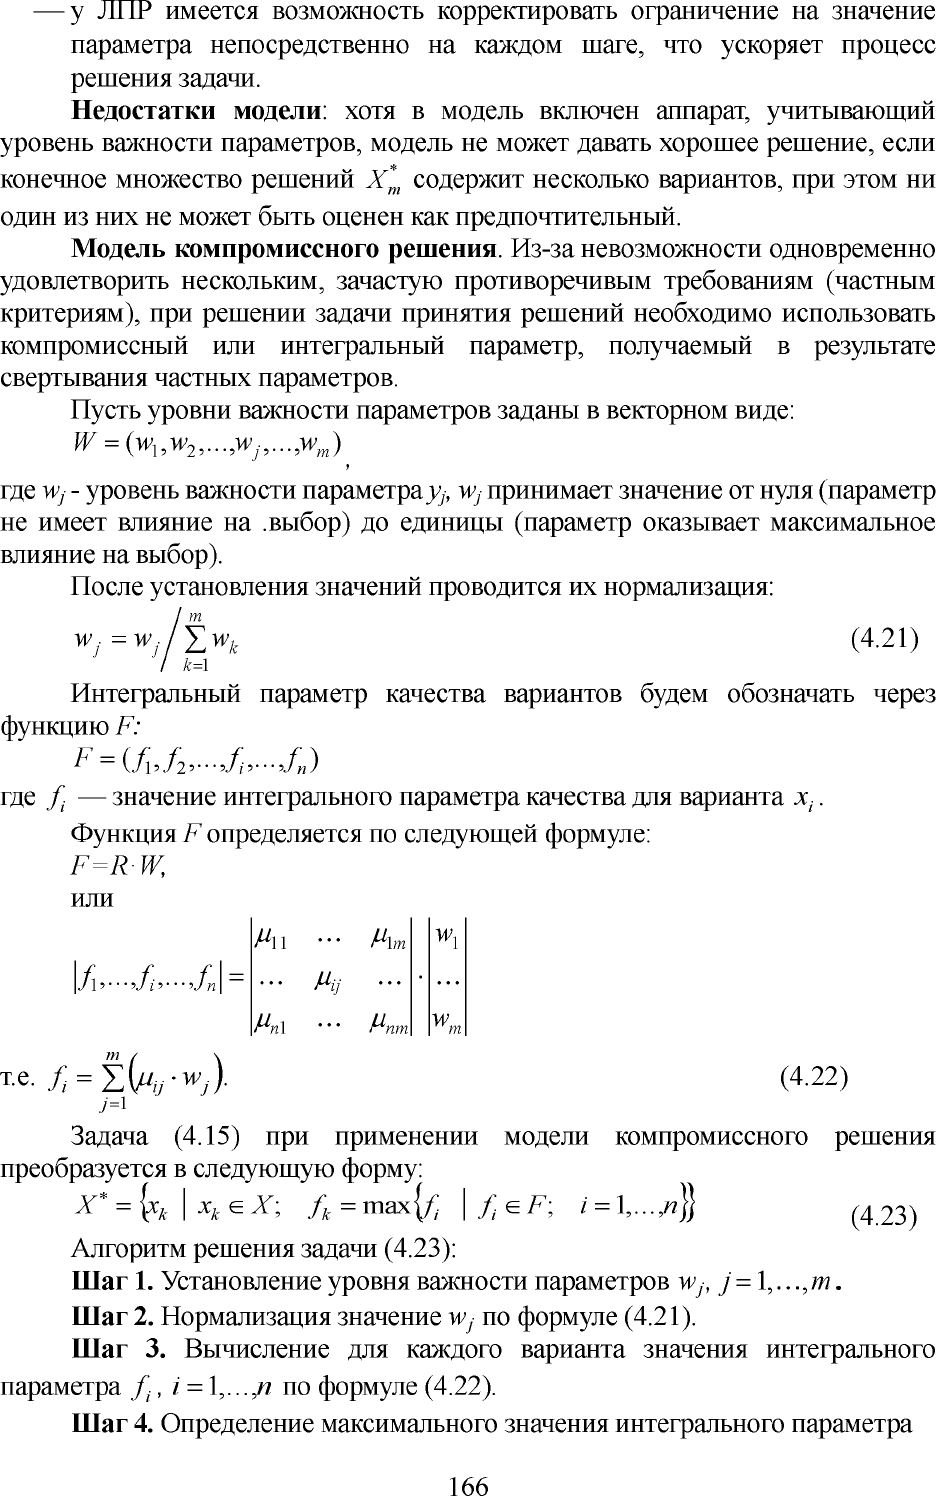 — у ЛПР имеется возможность корректировать ограничение на значение
параметра непосредственно на каждом шаге, что ускоряет процесс
решения задачи.
Недостатки модели: хотя в модель включен аппарат, учитывающий
уровень важности параметров, модель не может давать хорошее решение, если
конечное множество решений X*m содержит несколько вариантов, при этом ни
один из них не может быть оценен как предпочтительный.
Модель компромиссного решения. Из-за невозможности одновременно
удовлетворить нескольким, зачастую противоречивым требованиям (частным
критериям), при решении задачи принятия решений необходимо использовать
компромиссный или интегральный параметр, получаемый в результате
свертывания частных параметров.
Пусть уровни важности параметров заданы в векторном виде:
W = (w1,w2,...,wj,...,wm) ,
где wj - уровень важности параметра yj, wj принимает значение от нуля (параметр
не имеет влияние на .выбор) до единицы (параметр оказывает максимальное
влияние на выбор).
После установления значений проводится их нормализация:
wj = wj / m ∑ k=1 wk (4.21)
Интегральный параметр качества вариантов будем обозначать через
функцию F:
F = (f1,f2,...,fi,...,fn)
где fi — значение интегрального параметра качества для варианта xi.
Функция F определяется по следующей формуле:
F=R·W,
или
|μ11 ... μ1m| |w1|
|f1,...,fi,...,fn| = |... μij ...| · |...|
|μn1 ... μnm| |wm|
т.е. fi = m ∑ j=1 (μij · wj). (4.22)
Задача (4.15) при применении модели компромиссного решения
преобразуется в следующую форму:
X* = {xk | xk ∈ X; fk = max{fi | fi ∈ F; i = 1,...,n}} (4.23)
Алгоритм решения задачи (4.23):
Шаг 1. Установление уровня важности параметров wj, j = 1,...,m.
Шаг 2. Нормализация значение wj по формуле (4.21).
Шаг 3. Вычисление для каждого варианта значения интегрального
параметра fi, i = 1,...,n по формуле (4.22).
Шаг 4. Определение максимального значения интегрального параметра
166